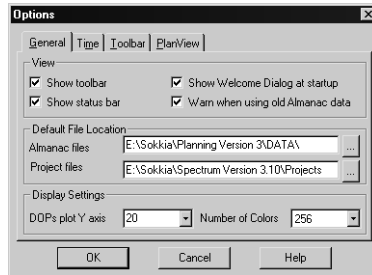 Options
General Time Toolbar PlanView
View
Show toolbar Show Welcome Dialog at startup
Show status bar Warn when using old Almanac data
Default File Location
Almanac files E:\Sokkia\Planning Version 3\DATA\ ...
Project files E:\Sokkia\Spectrum Version 3.10\Projects ...
Display Settings
DOPs plot Y axis 20 Number of Colors 256
OK Cancel Help